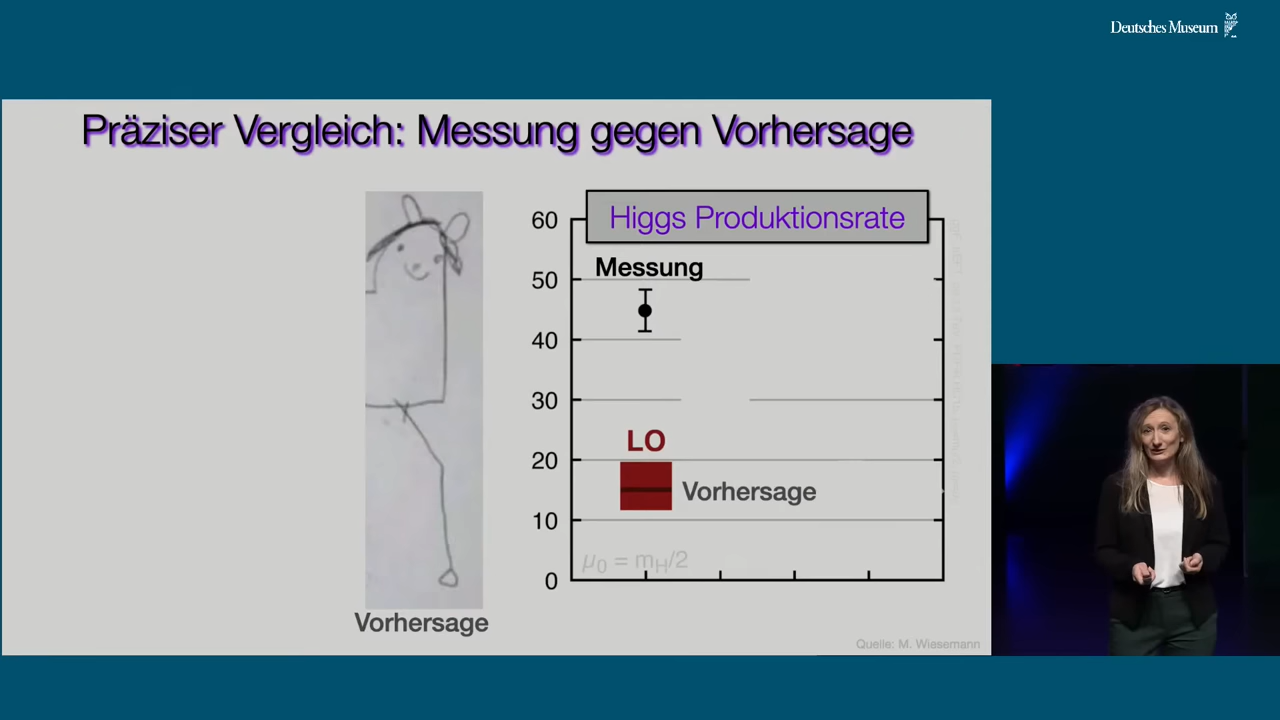 Deutsches Museum
Präziser Vergleich: Messung gegen Vorhersage
Higgs Produktionsrate
60
Messung
50
40
30
LO
20
Vorhersage
10
μ₀ = m_H/2
0
Vorhersage
Quelle: M. Wiesemann